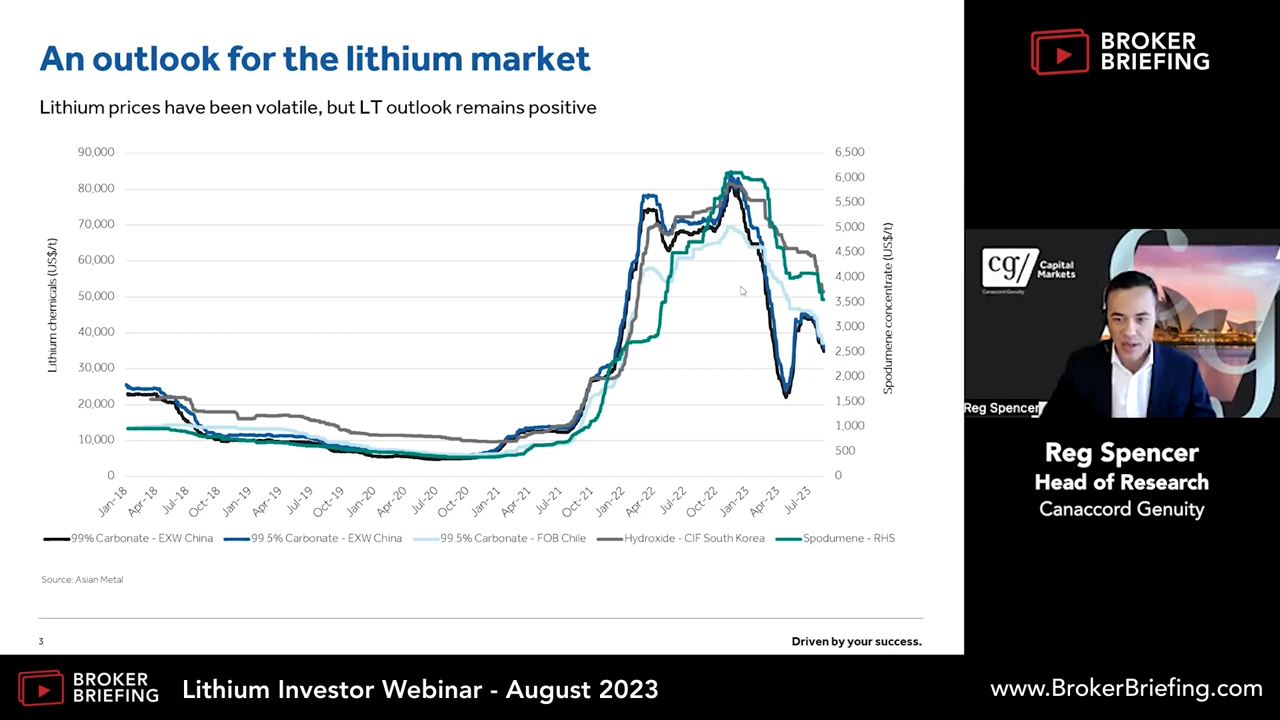 An outlook for the lithium market
Lithium prices have been volatile, but LT outlook remains positive
Lithium chemicals (US$/t)
90,000
80,000
70,000
60,000
50,000
40,000
30,000
20,000
10,000
0
6,500
6,000
5,500
5,000
4,500
4,000
3,500
3,000
2,500
2,000
1,500
1,000
500
0
Spodumene concentrate (US$/t)
Jan-18
Apr-18
Jul-18
Oct-18
Jan-19
Apr-19
Jul-19
Oct-19
Jan-20
Apr-20
Jul-20
Oct-20
Jan-21
Apr-21
Jul-21
Oct-21
Jan-22
Apr-22
Jul-22
Oct-22
Jan-23
Apr-23
Jul-23
99% Carbonate - EXW China
99.5% Carbonate - EXW China
99.5% Carbonate - FOB Chile
Hydroxide - CIF South Korea
Spodumene - RHS
Source: Asian Metal
3
Driven by your success.
BROKER
BRIEFING
cg/
Capital
Markets
Canaccord Genuity
Reg Spencer
Reg Spencer
Head of Research
Canaccord Genuity
BROKER
BRIEFING
Lithium Investor Webinar - August 2023
www.BrokerBriefing.com